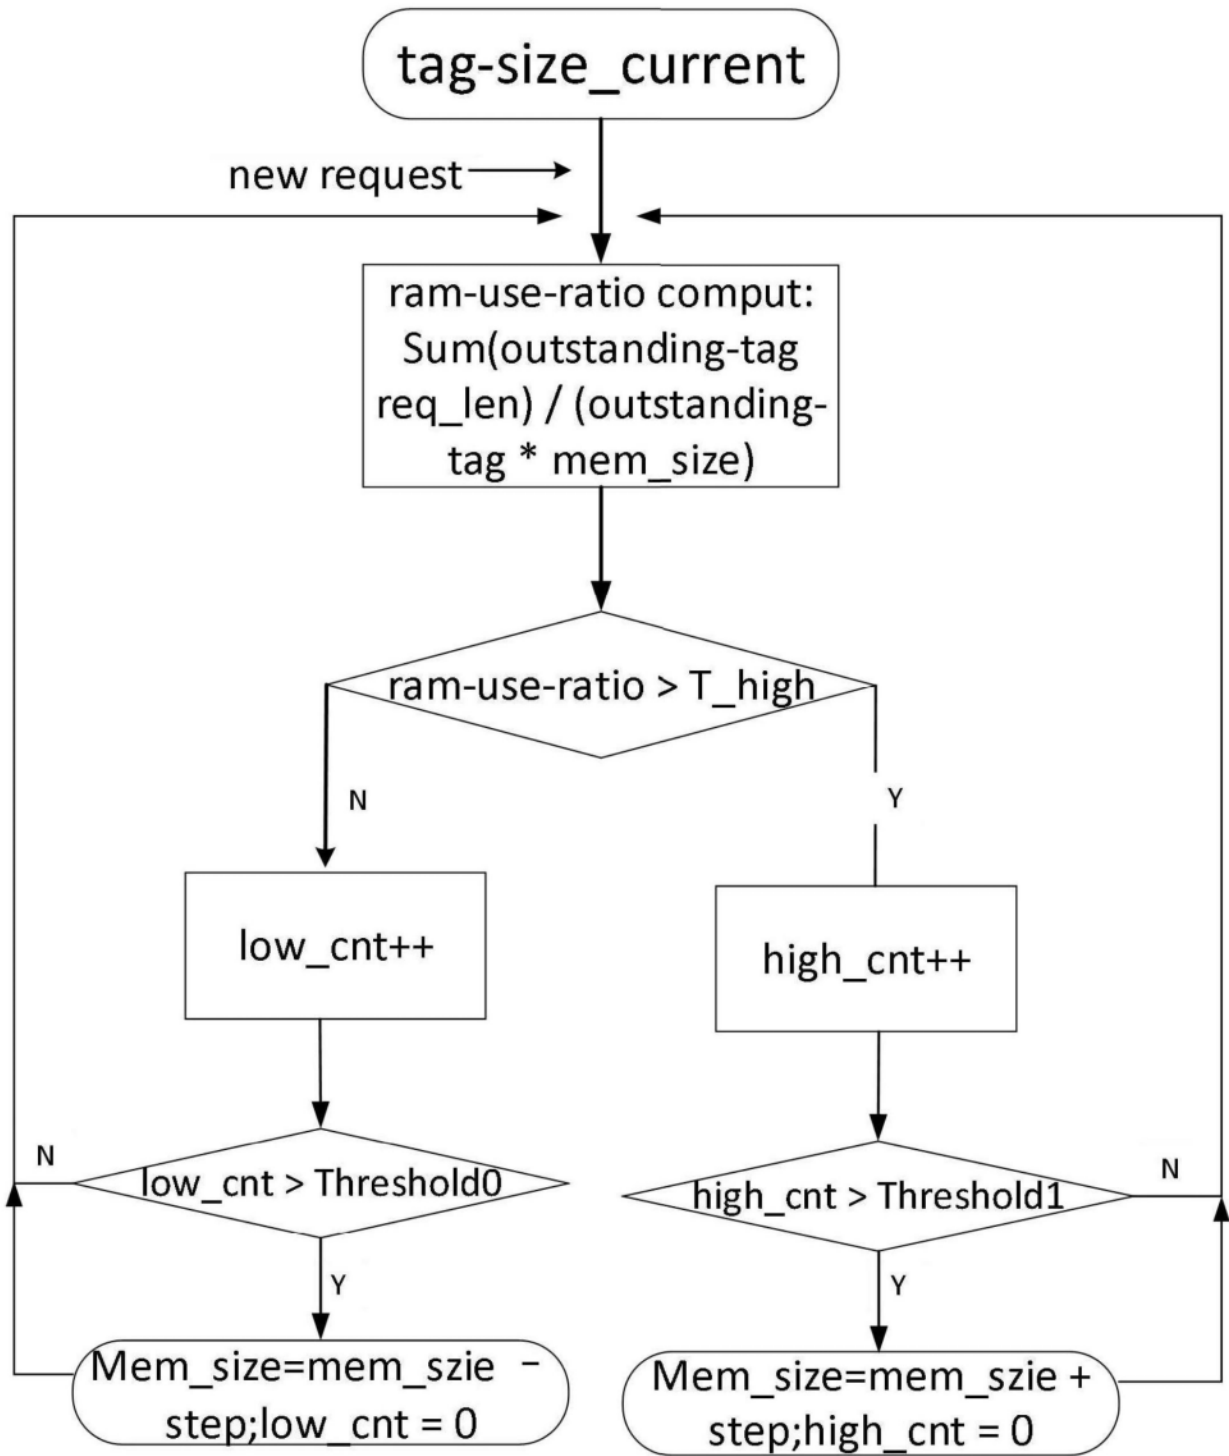 tag-size_current
new request
ram-use-ratio comput:
Sum(outstanding-tag
req_len) / (outstanding-
tag * mem_size)
ram-use-ratio > T_high
N
Y
low_cnt++
high_cnt++
N
low_cnt > Threshold0
high_cnt > Threshold1
N
Y
Y
Mem_size=mem_szie -
step;low_cnt = 0
Mem_size=mem_szie +
step;high_cnt = 0